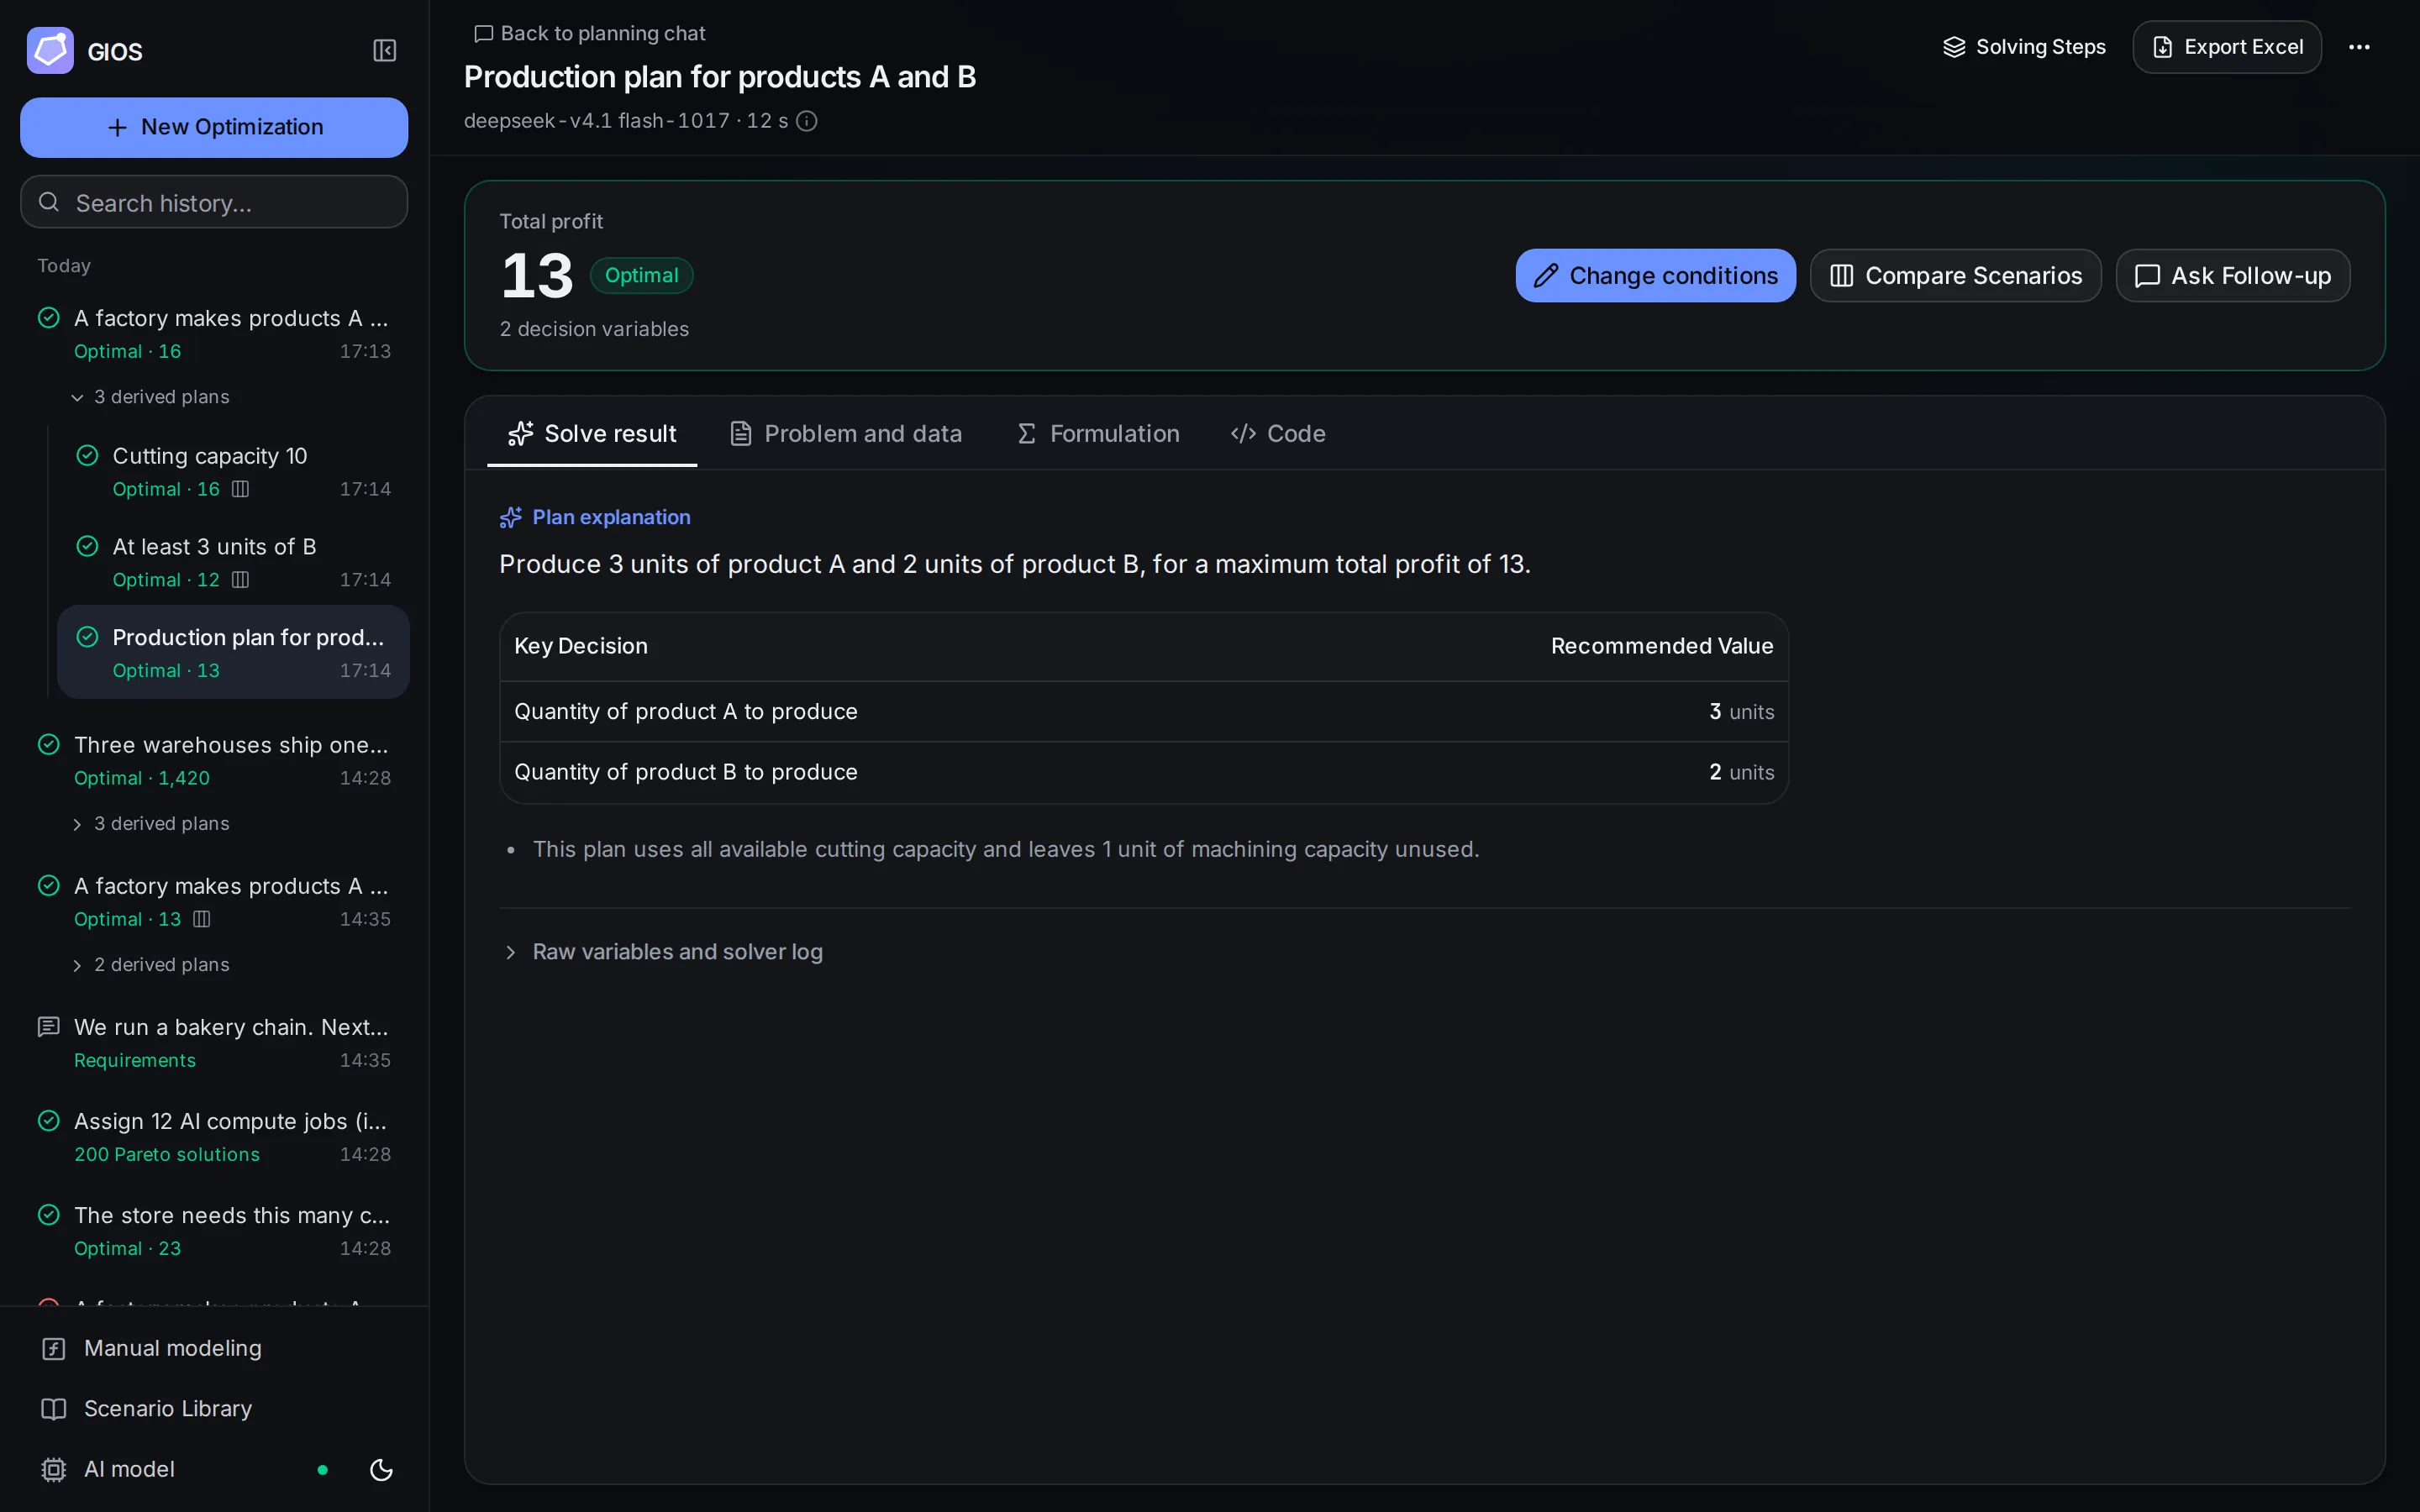 GIOS
New Optimization
Search history...
Today
A factory makes products A ...
Optimal · 16 17:13
3 derived plans
Cutting capacity 10
Optimal · 16 17:14
At least 3 units of B
Optimal · 12 17:14
Production plan for prod...
Optimal · 13 17:14
Three warehouses ship one...
Optimal · 1,420 14:28
3 derived plans
A factory makes products A ...
Optimal · 13 14:35
2 derived plans
We run a bakery chain. Next...
Requirements 14:35
Assign 12 AI compute jobs (i...
200 Pareto solutions 14:28
The store needs this many c...
Optimal · 23 14:28
Manual modeling
Scenario Library
AI model
Back to planning chat
Production plan for products A and B
deepseek-v4.1 flash-1017 · 12 s
Solving Steps
Export Excel
Total profit
13 Optimal
2 decision variables
Change conditions
Compare Scenarios
Ask Follow-up
Solve result
Problem and data
Formulation
Code
Plan explanation
Produce 3 units of product A and 2 units of product B, for a maximum total profit of 13.
Key Decision Recommended Value
Quantity of product A to produce 3 units
Quantity of product B to produce 2 units
This plan uses all available cutting capacity and leaves 1 unit of machining capacity unused.
Raw variables and solver log